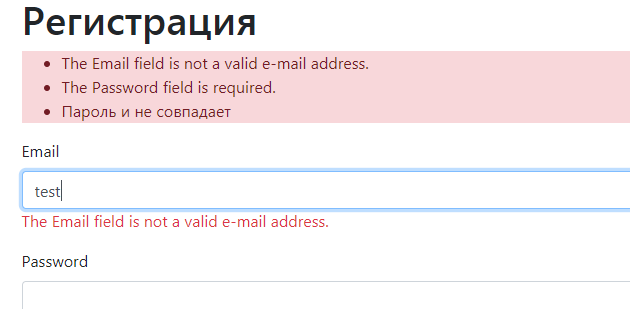 Регистрация
The Email field is not a valid e-mail address.
The Password field is required.
Пароль и не совпадает
Email
test
The Email field is not a valid e-mail address.
Password